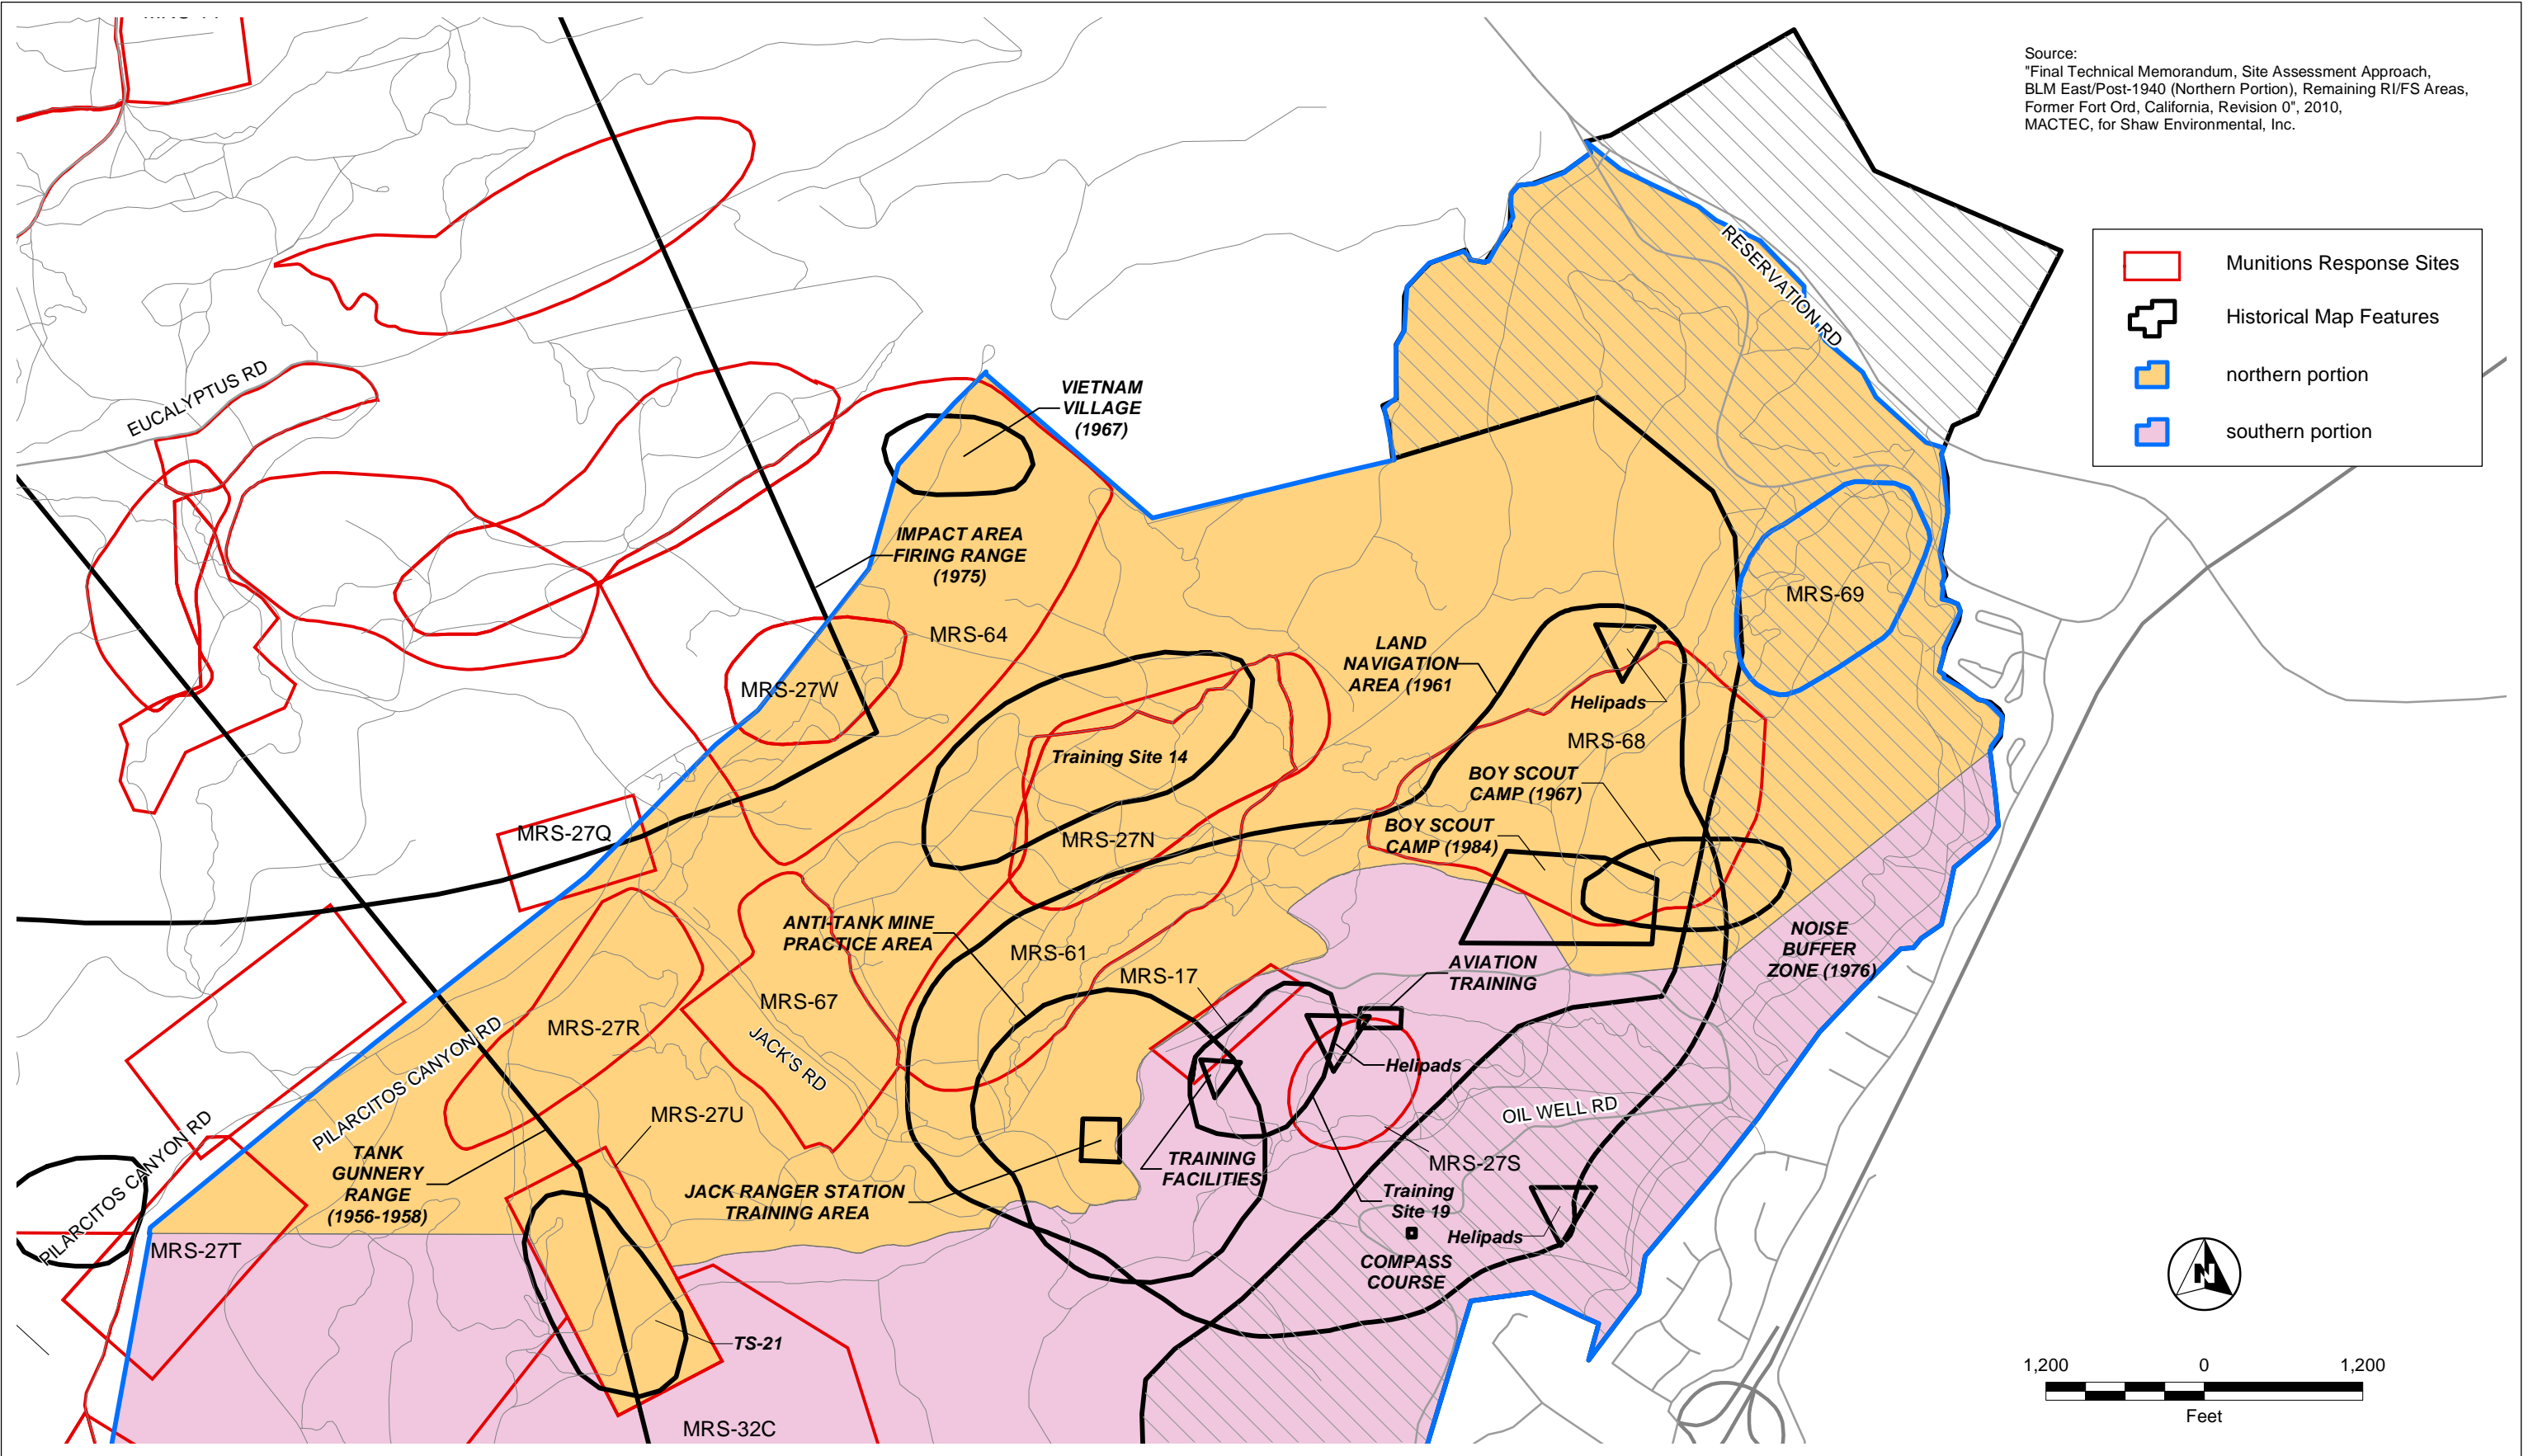 Source:
"Final Technical Memorandum, Site Assessment Approach,
BLM East/Post-1940 (Northern Portion), Remaining RI/FS Areas,
Former Fort Ord, California, Revision 0", 2010,
MACTEC, for Shaw Environmental, Inc.
Munitions Response Sites
Historical Map Features
northern portion
southern portion
RESERVATION RD
EUCALYPTUS RD
VIETNAM
VILLAGE
(1967)
IMPACT AREA
FIRING RANGE
(1975)
MRS-64
MRS-69
LAND
NAVIGATION
AREA (1961
MRS-27W
Helipads
MRS-68
Training Site 14
BOY SCOUT
CAMP (1967)
MRS-27Q
MRS-27N
BOY SCOUT
CAMP (1984)
ANTI-TANK MINE
PRACTICE AREA
MRS-61
NOISE
BUFFER
ZONE (1976)
MRS-17
AVIATION
TRAINING
MRS-67
MRS-27R
JACK'S RD
PILARCITOS CANYON RD
Helipads
OIL WELL RD
MRS-27U
PILARCITOS CANYON RD
TANK
GUNNERY
RANGE
(1956-1958)
TRAINING
FACILITIES
MRS-27S
JACK RANGER STATION
TRAINING AREA
Training
Site 19
Helipads
MRS-27T
COMPASS
COURSE
TS-21
MRS-32C
N
1,200
0
1,200
Feet